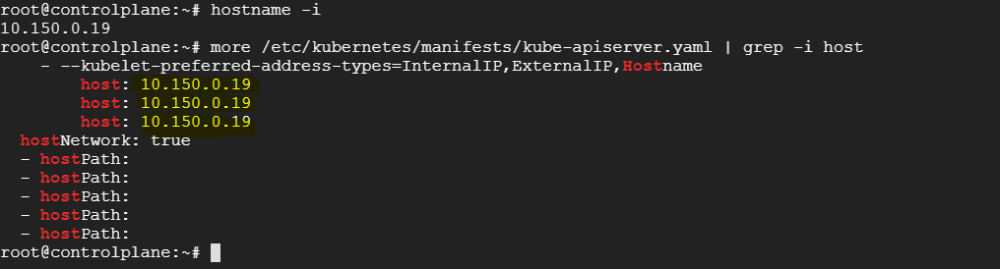 root@controlplane:~# hostname -i
10.150.0.19
root@controlplane:~# more /etc/kubernetes/manifests/kube-apiserver.yaml | grep -i host
    - --kubelet-preferred-address-types=InternalIP,ExternalIP,Hostname
        host: 10.150.0.19
        host: 10.150.0.19
        host: 10.150.0.19
  hostNetwork: true
  - hostPath:
  - hostPath:
  - hostPath:
  - hostPath:
  - hostPath:
root@controlplane:~#